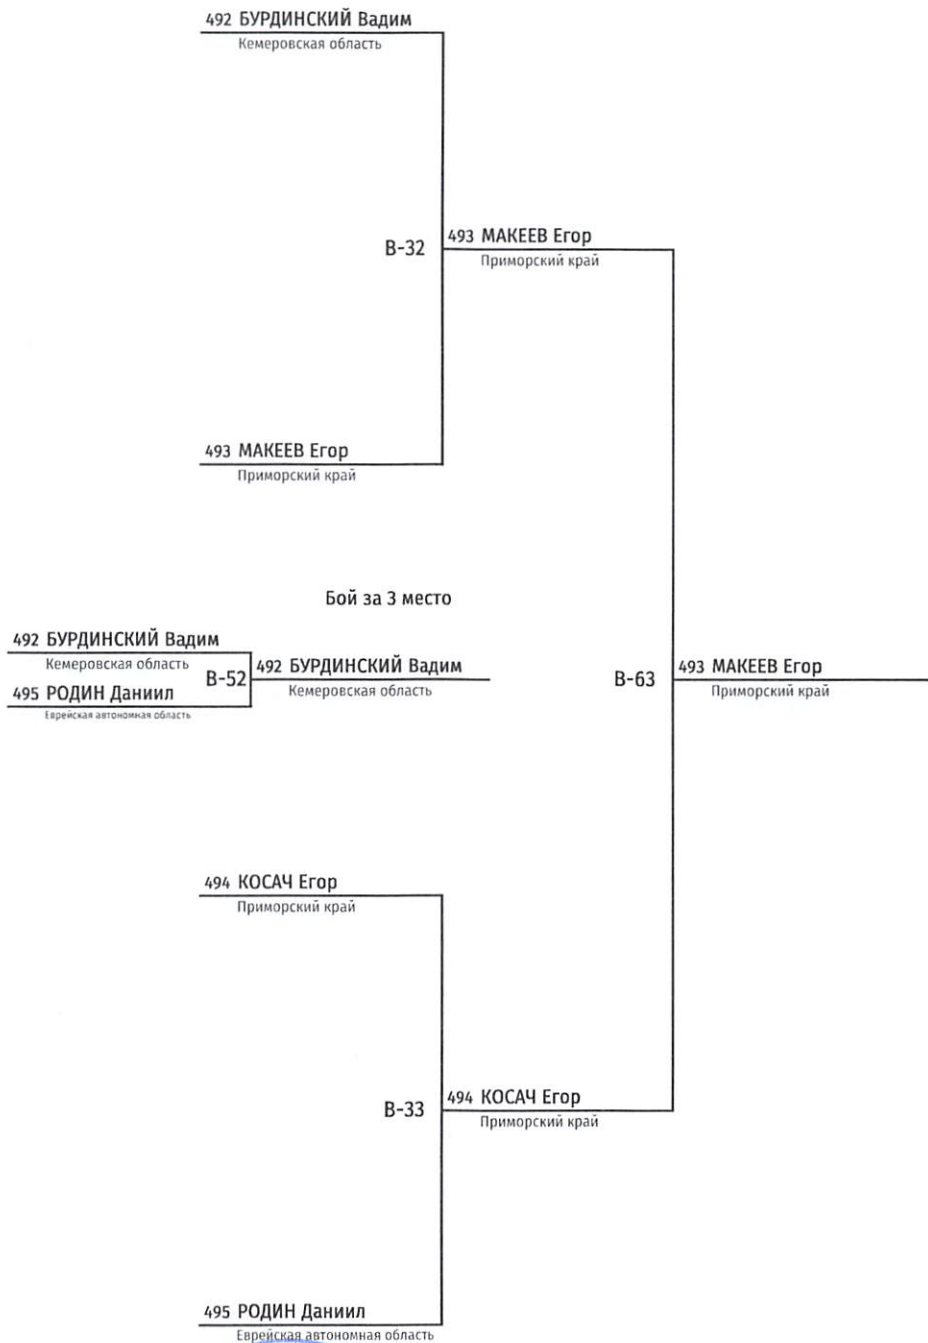 492 БУРДИНСКИЙ Вадим
Кемеровская область
В-32
493 МАКЕЕВ Егор
Приморский край
493 МАКЕЕВ Егор
Приморский край
Бой за 3 место
492 БУРДИНСКИЙ Вадим
Кемеровская область
В-52
492 БУРДИНСКИЙ Вадим
Кемеровская область
495 РОДИН Даниил
Еврейская автономная область
В-63
493 МАКЕЕВ Егор
Приморский край
494 КОСАЧ Егор
Приморский край
В-33
494 КОСАЧ Егор
Приморский край
495 РОДИН Даниил
Еврейская автономная область